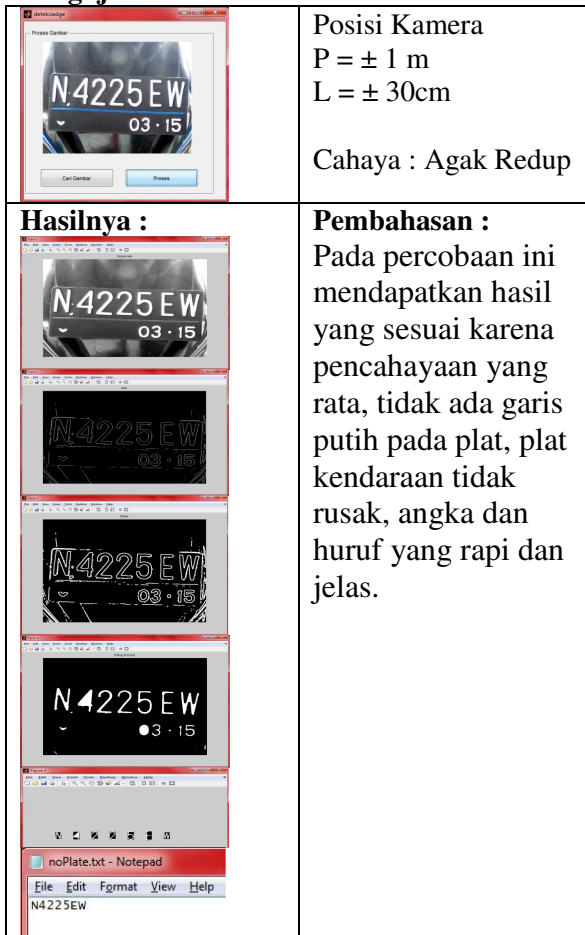 deteksiedge
Proses Gambar
N 4225 EW
03 · 15
Cari Gambar
Proses
Posisi Kamera
P = ± 1 m
L = ± 30cm
Cahaya : Agak Redup
Hasilnya :
N 4225 EW
03 · 15
N 4225 EW
03 · 15
N 4225 EW
03 · 15
N 4225 EW
03 · 15
noPlate.txt - Notepad
File Edit Format View Help
N4225EW
Pembahasan :
Pada percobaan ini
mendapatkan hasil
yang sesuai karena
pencahayaan yang
rata, tidak ada garis
putih pada plat, plat
kendaraan tidak
rusak, angka dan
huruf yang rapi dan
jelas.